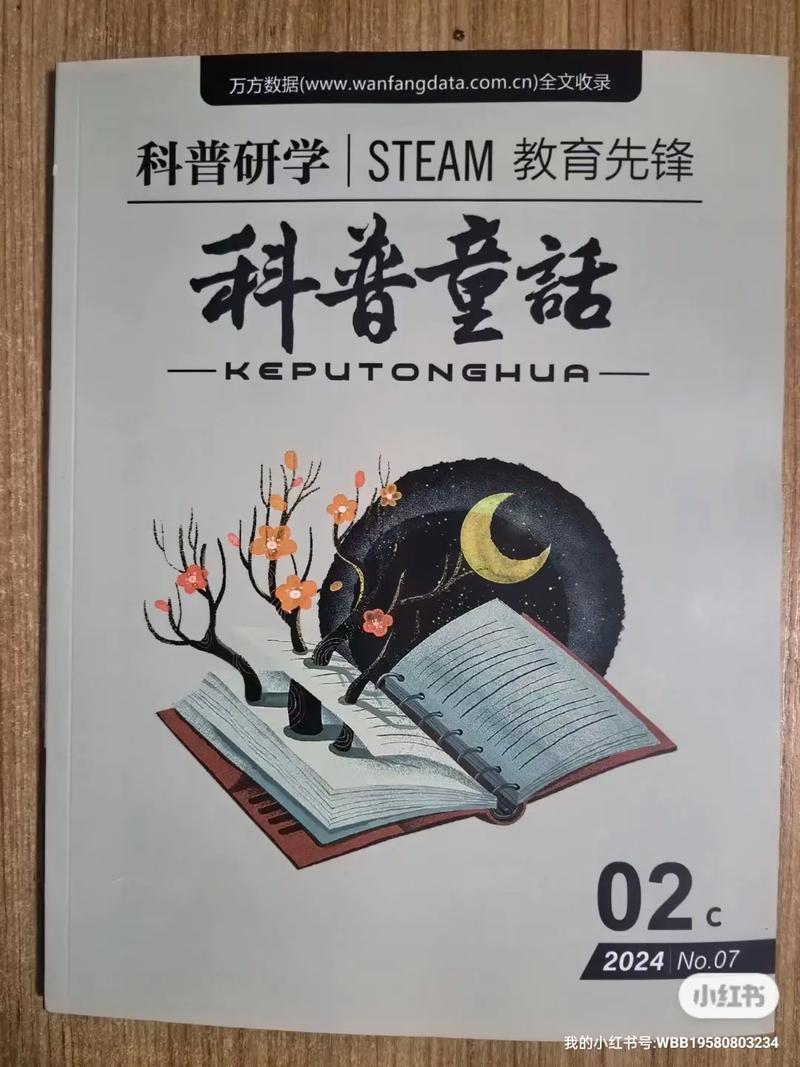 万方数据(www.wanfangdata.com.cn)全文收录
科普研学 | STEAM 教育先锋
科普童話
KEPUTONGHUA
02 C
2024 | No.07
小红书
我的小红书号:WBB19580803234